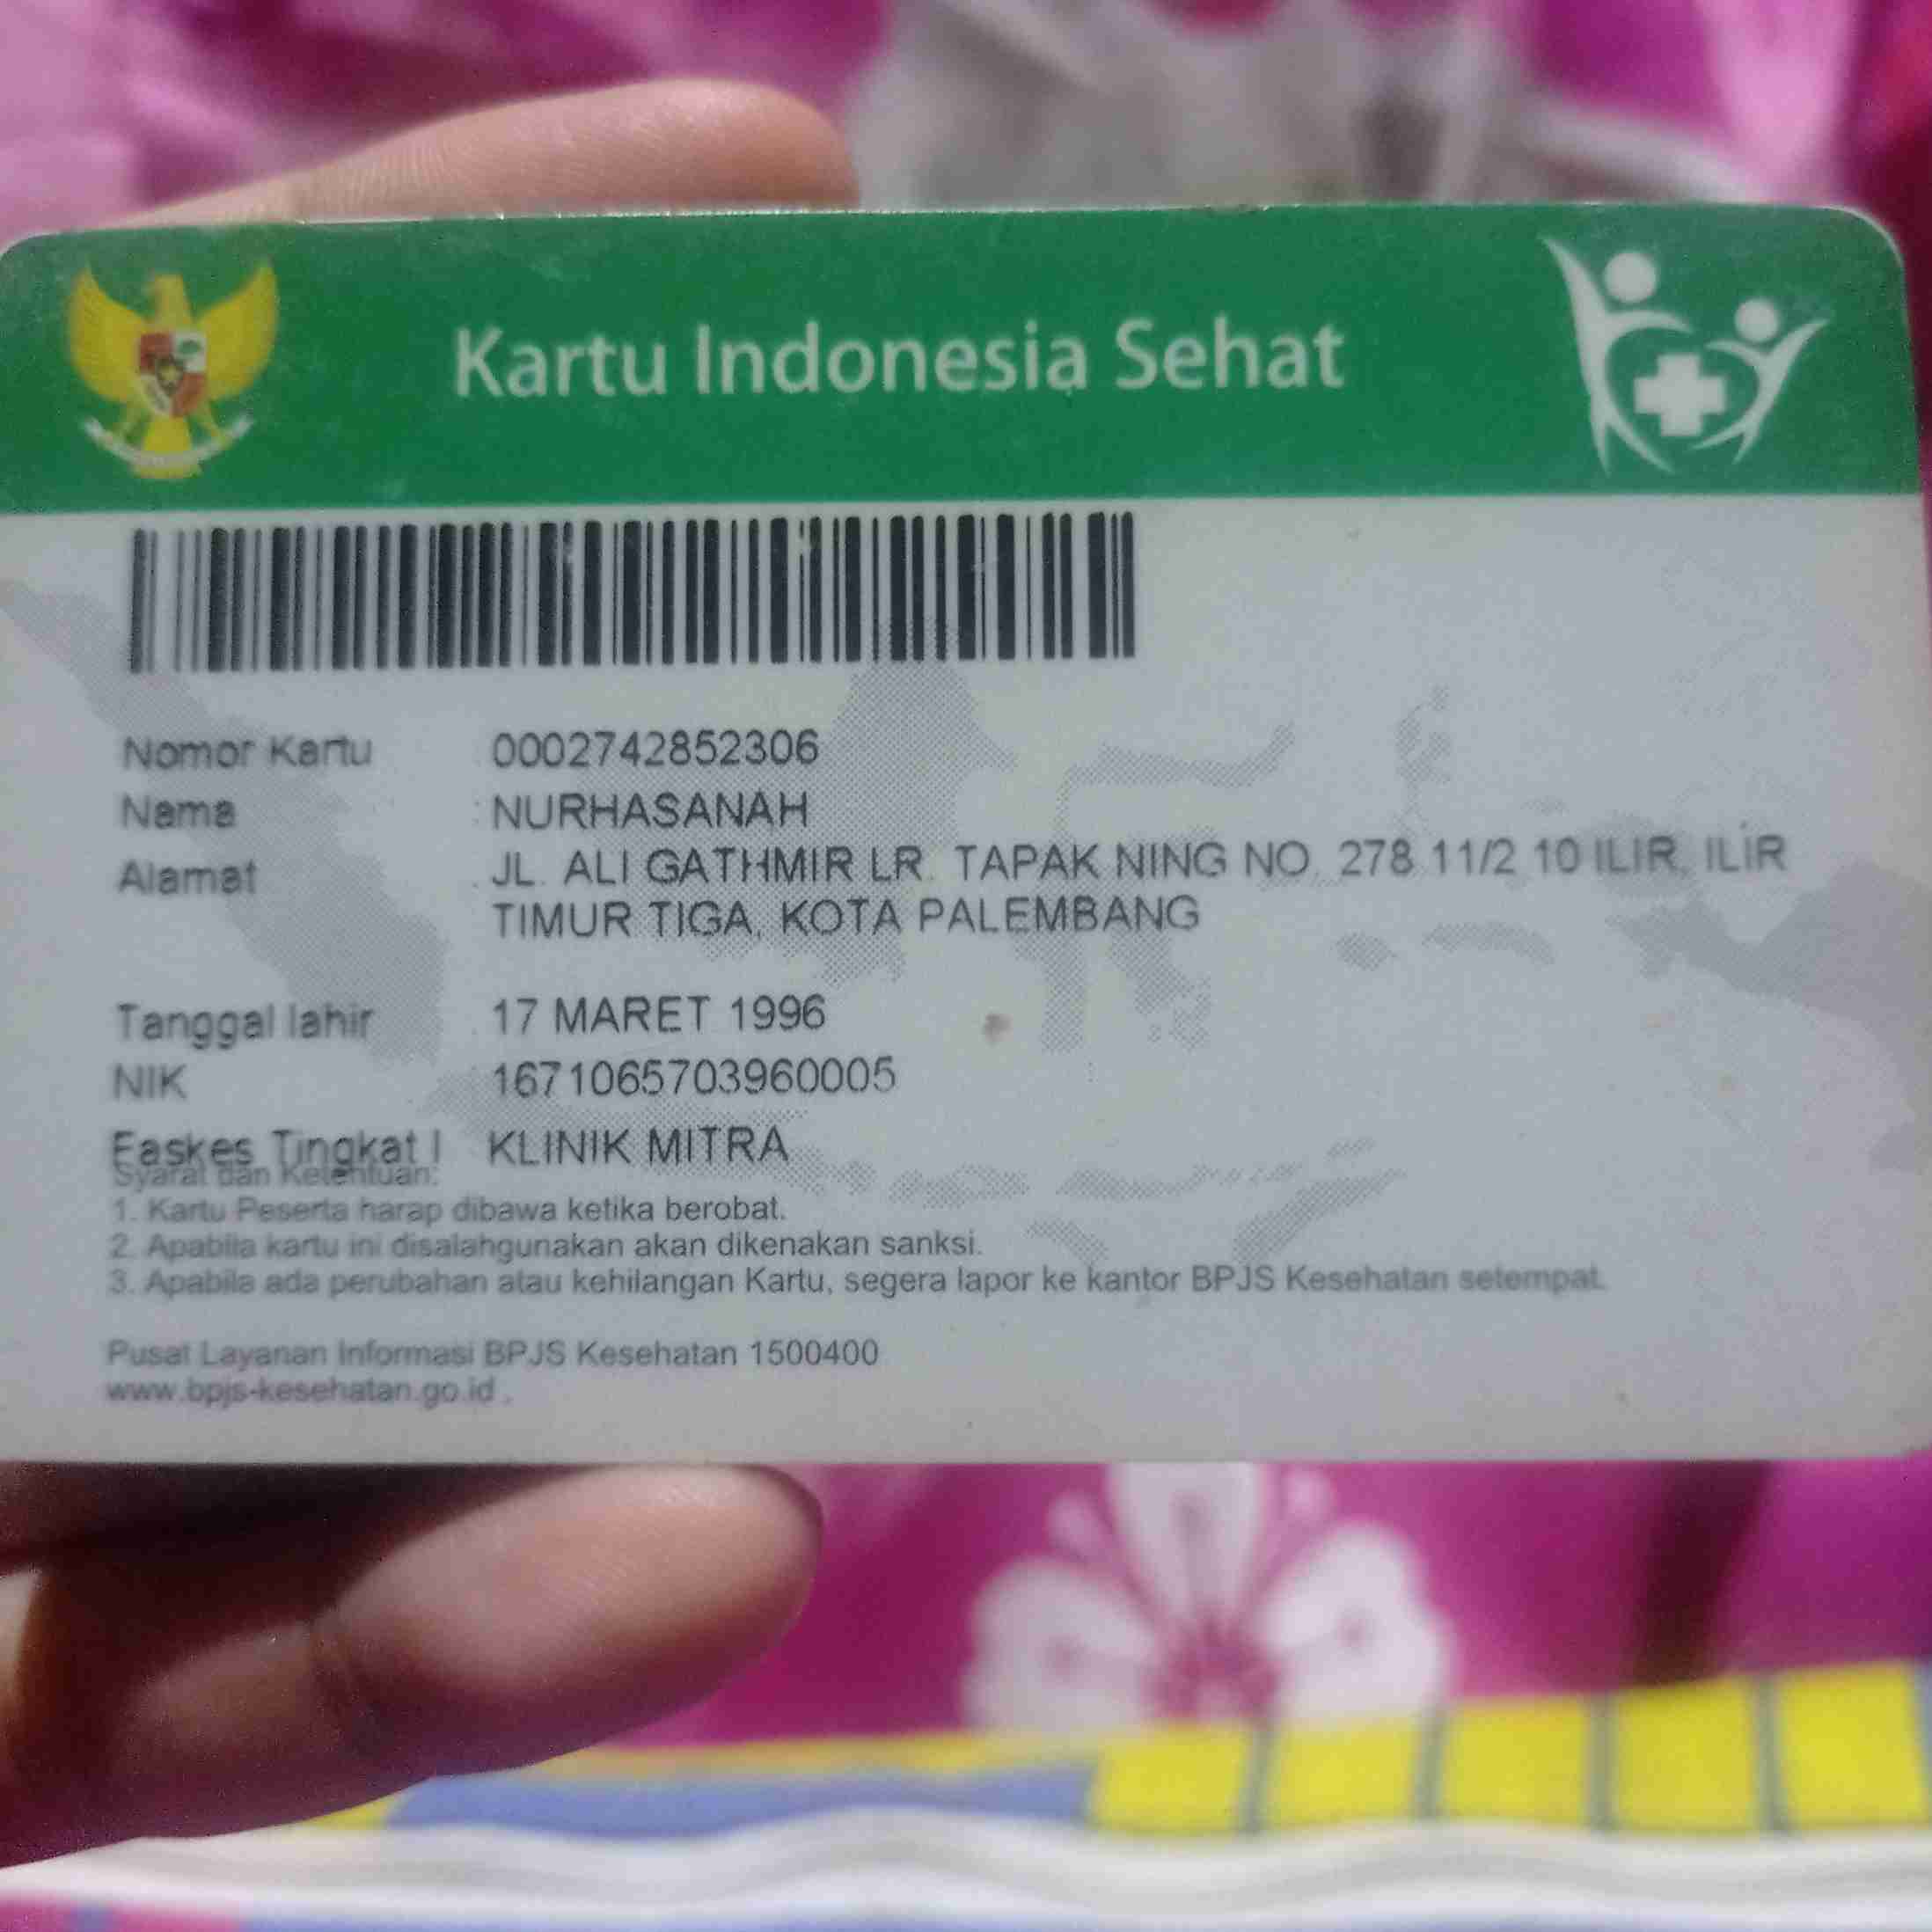 Kartu Indonesia Sehat
Nomor Kartu 0002742852306
Nama : NURHASANAH
Alamat : JL. ALI GATHMIR LR. TAPAK NING NO. 278 11/2 10 ILIR, ILIR
TIMUR TIGA, KOTA PALEMBANG
Tanggal lahir : 17 MARET 1996
NIK 1671065703960005
Faskes Tingkat I KLINIK MITRA
Syarat dan Ketentuan:
1. Kartu Peserta harap dibawa ketika berobat.
2. Apabila kartu ini disalahgunakan akan dikenakan sanksi.
3. Apabila ada perubahan atau kehilangan Kartu, segera lapor ke kantor BPJS Kesehatan setempat.
Pusat Layanan Informasi BPJS Kesehatan 1500400
www.bpjs-kesehatan.go.id .